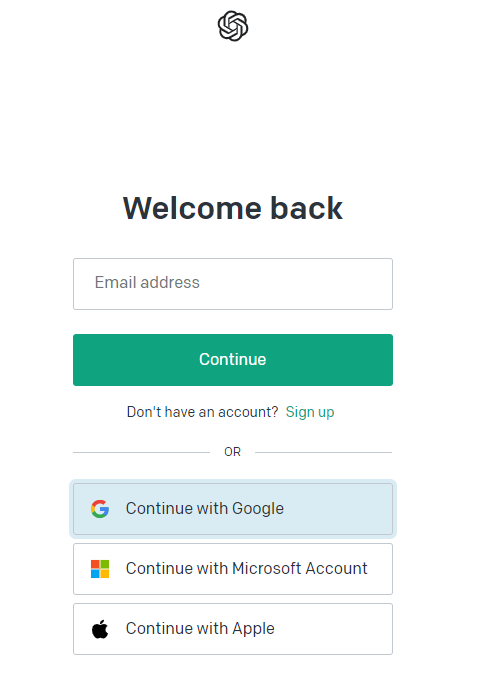 Welcome back
Email address
Continue
Don't have an account? Sign up
OR
Continue with Google
Continue with Microsoft Account
Continue with Apple